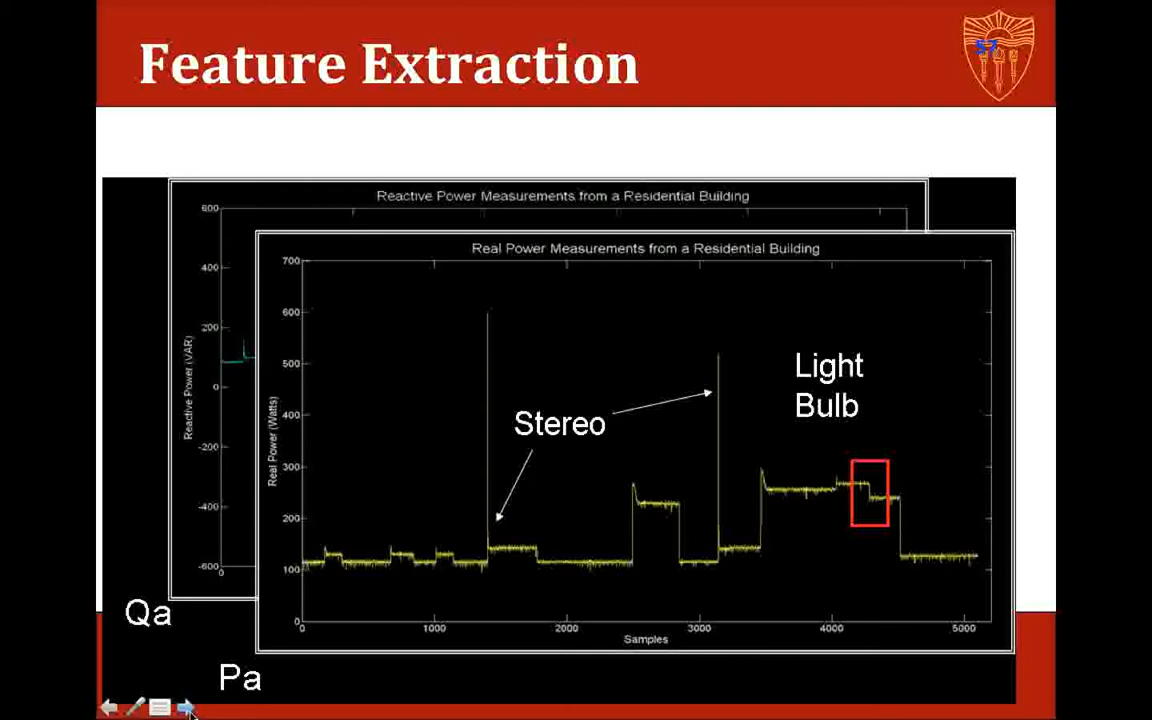 Feature Extraction
57
Reactive Power Measurements from a Residential Building
600
400
200
0
-200
-400
-600
0
Reactive Power (VAR)
Real Power Measurements from a Residential Building
700
600
500
400
300
200
100
0
Real Power (Watts)
0 1000 2000 3000 4000 5000
Samples
Stereo
Light
Bulb
Qa
Pa